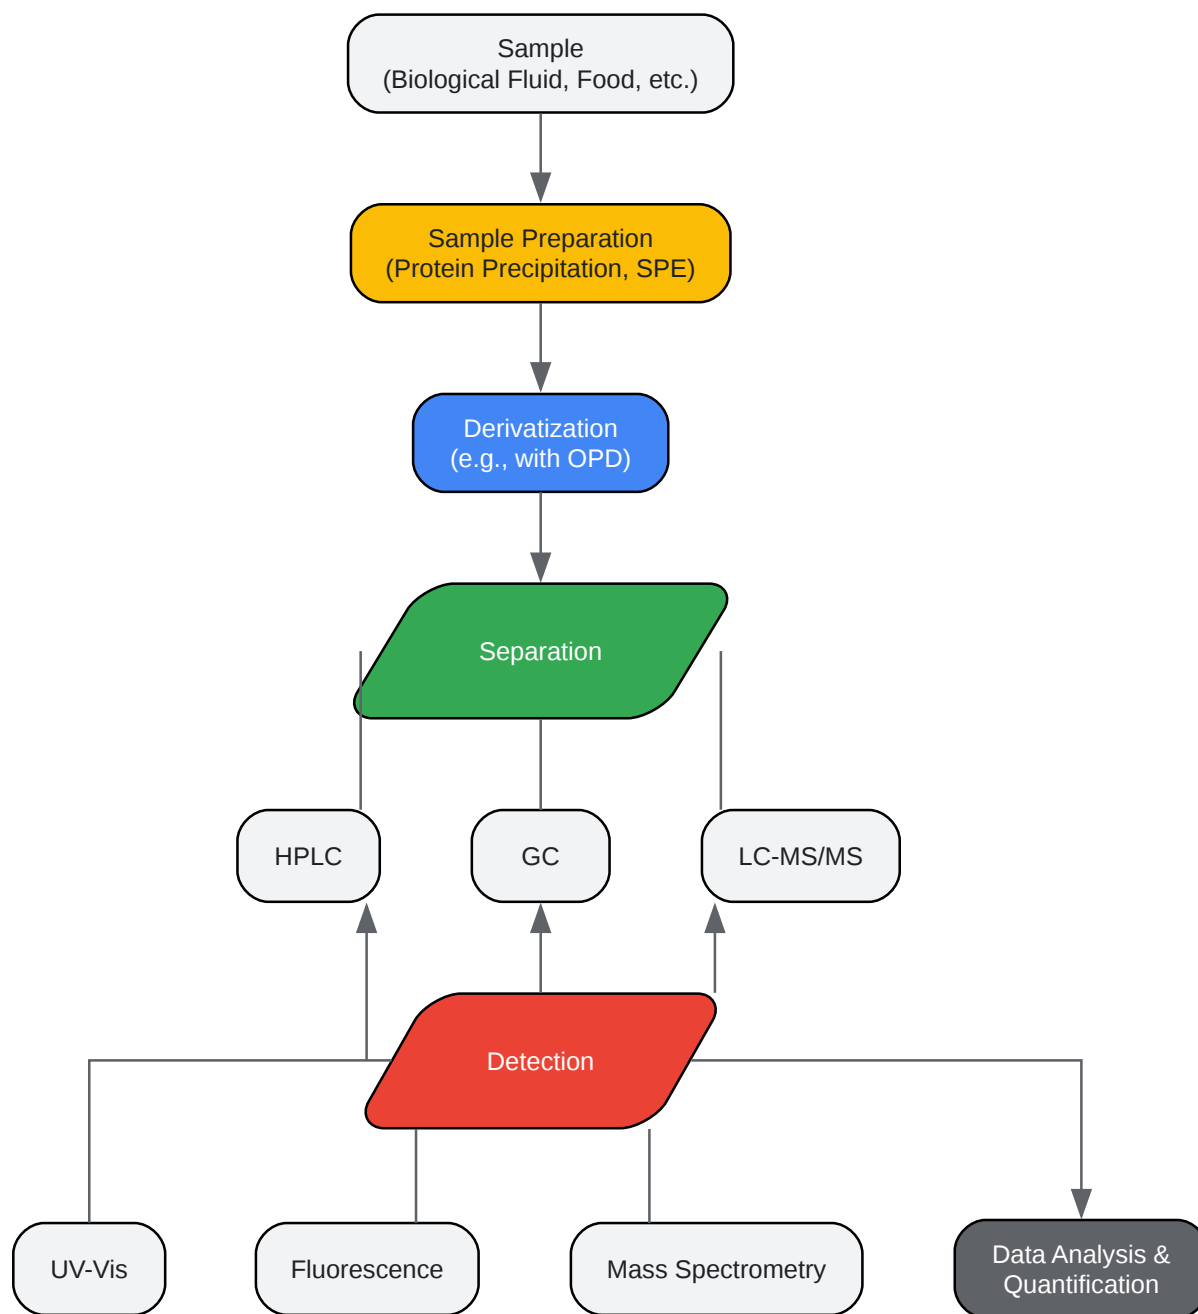 Sample
(Biological Fluid, Food, etc.)
Sample Preparation
(Protein Precipitation, SPE)
Derivatization
(e.g., with OPD)
Separation
HPLC
GC
LC-MS/MS
Detection
UV-Vis
Fluorescence
Mass Spectrometry
Data Analysis &
Quantification